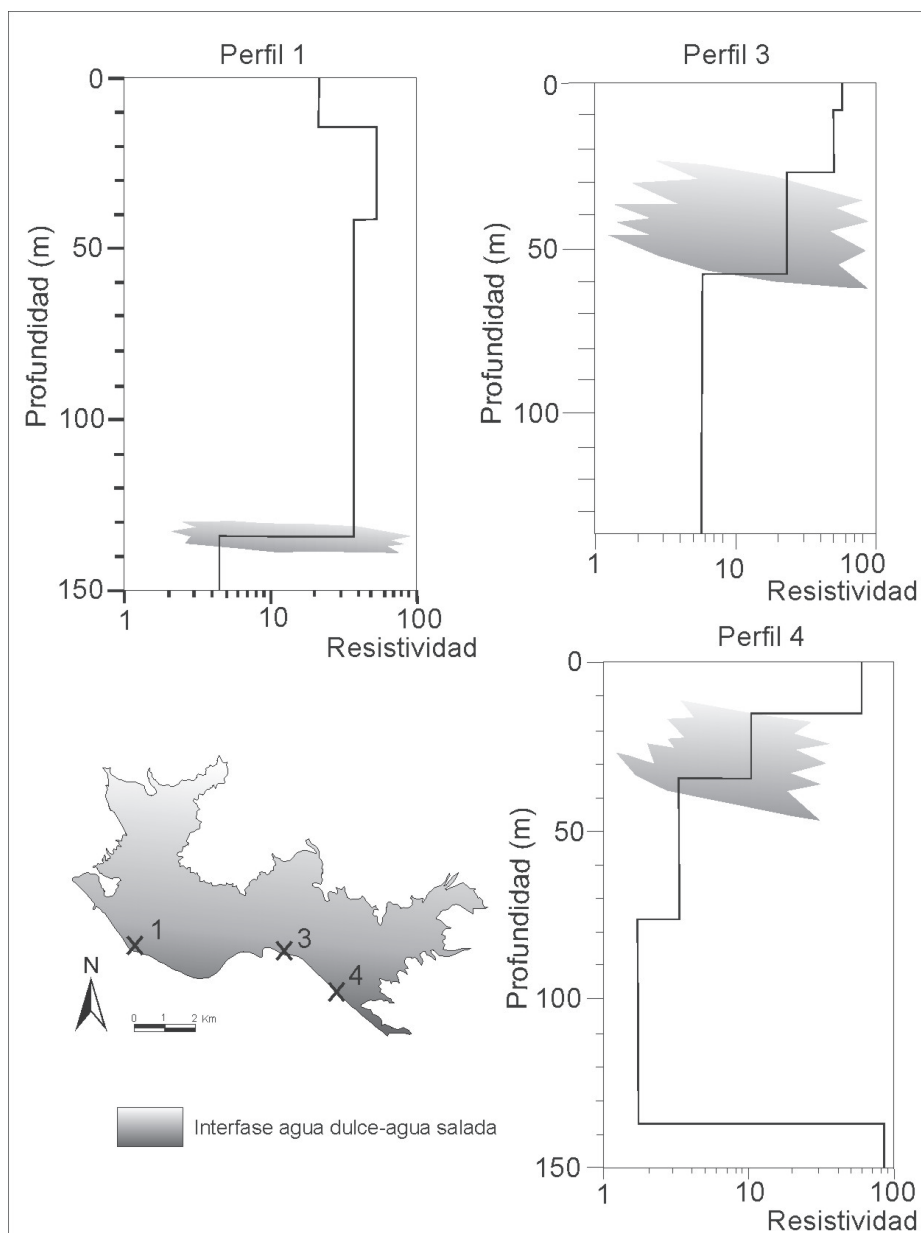 Perfil 1
0
50
100
150
Profundidad (m)
1
10
100
Resistividad
Perfil 3
0
50
100
Profundidad (m)
1
10
100
Resistividad
Perfil 4
0
50
100
150
Profundidad (m)
1
10
100
Resistividad
1
3
4
N
0 1 2 Km
Interfase agua dulce-agua salada